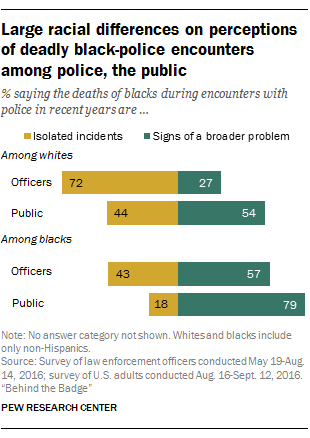 Large racial differences on perceptions
of deadly black-police encounters
among police, the public
% saying the deaths of blacks during encounters with
police in recent years are ...
Isolated incidents Signs of a broader problem
Among whites
Officers 72 27
Public 44 54
Among blacks
Officers 43 57
Public 18 79
Note: No answer category not shown. Whites and blacks include
only non-Hispanics.
Source: Survey of law enforcement officers conducted May 19-Aug.
14, 2016; survey of U.S. adults conducted Aug. 16-Sept. 12, 2016.
“Behind the Badge”
PEW RESEARCH CENTER